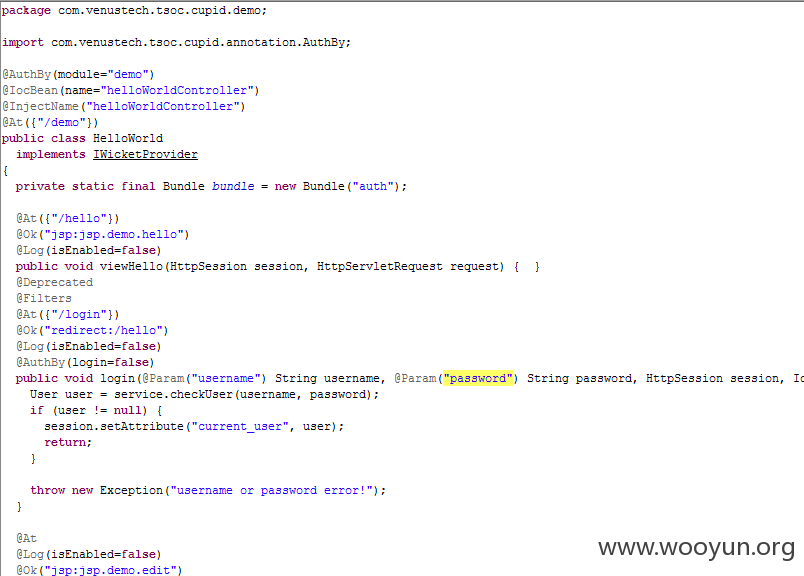 package com.venustech.tsoc.cupid.demo;
import com.venustech.tsoc.cupid.annotation.AuthBy;
@AuthBy(module="demo")
@IocBean(name="helloWorldController")
@InjectName("helloWorldController")
@At({"/demo"})
public class HelloWorld
implements IWicketProvider
{
private static final Bundle bundle = new Bundle("auth");
@At({"/hello"})
@Ok("jsp:jsp.demo.hello")
@Log(isEnabled=false)
public void viewHello(HttpSession session, HttpServletRequest request) { }
@Deprecated
@Filters
@At({"/login"})
@Ok("redirect:/hello")
@Log(isEnabled=false)
@AuthBy(login=false)
public void login(@Param("username") String username, @Param("password") String password, HttpSession session, Io
User user = service.checkUser(username, password);
if (user != null) {
session.setAttribute("current_user", user);
return;
}
throw new Exception("username or password error!");
}
@At
@Log(isEnabled=false)
@Ok("jsp:jsp.demo.edit")
www.wooyun.org